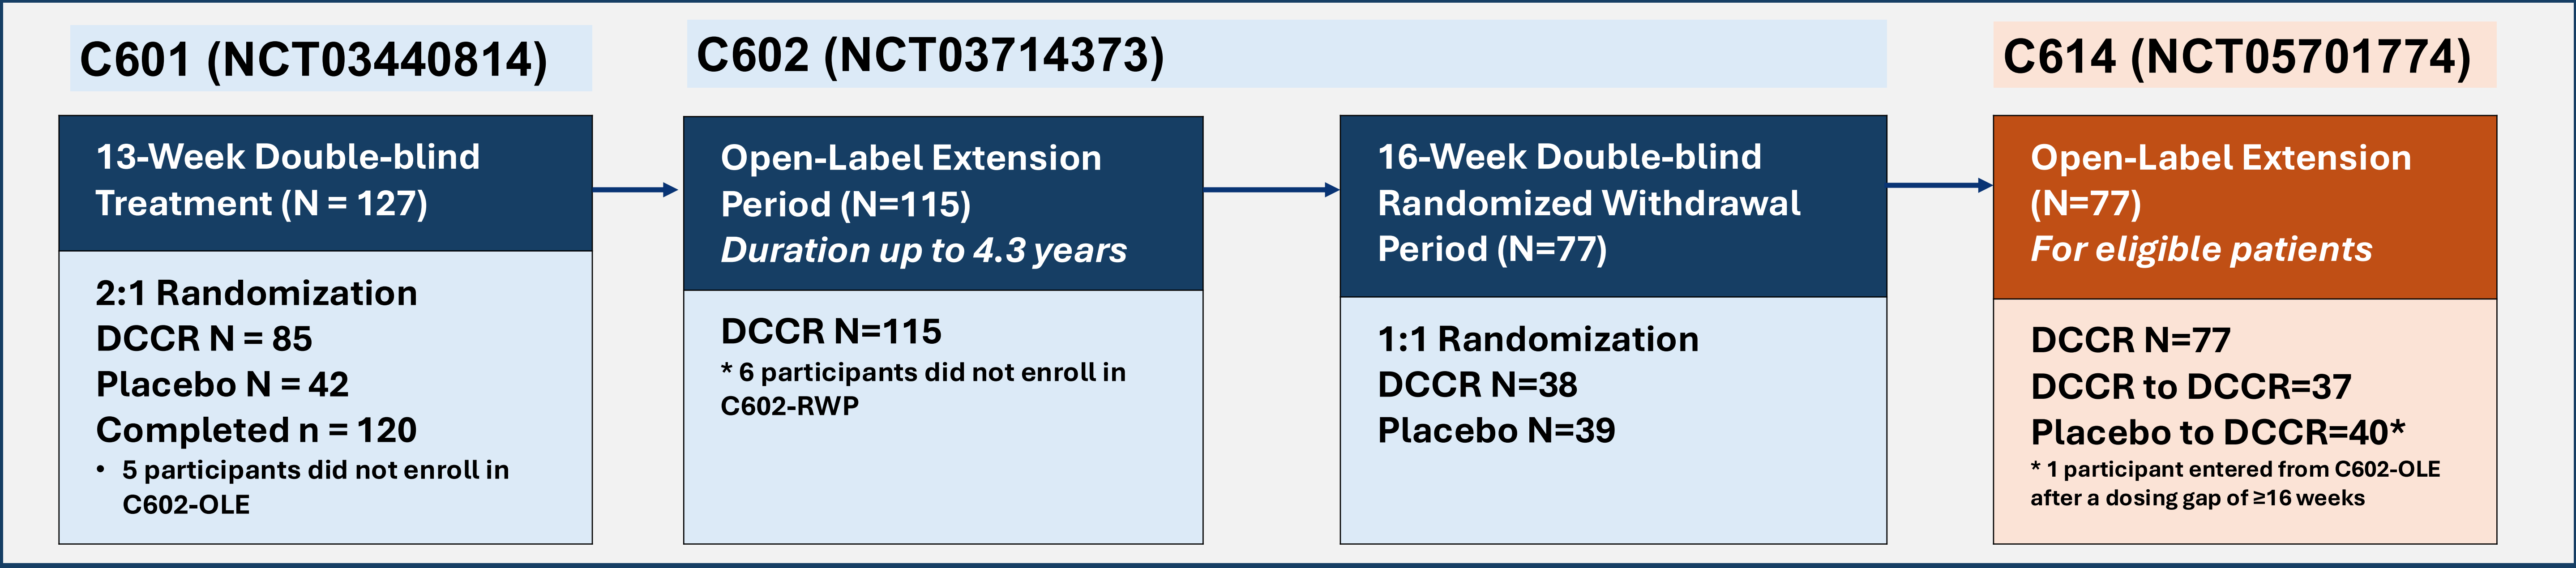 C601 (NCT03440814)
13-Week Double-blind
Treatment (N = 127)
2:1 Randomization
DCCR N = 85
Placebo N = 42
Completed n = 120
• 5 participants did not enroll in
C602-OLE
C602 (NCT03714373)
Open-Label Extension
Period (N=115)
Duration up to 4.3 years
DCCR N=115
* 6 participants did not enroll in
C602-RWP
16-Week Double-blind
Randomized Withdrawal
Period (N=77)
1:1 Randomization
DCCR N=38
Placebo N=39
C614 (NCT05701774)
Open-Label Extension
(N=77)
For eligible patients
DCCR N=77
DCCR to DCCR=37
Placebo to DCCR=40*
* 1 participant entered from C602-OLE
after a dosing gap of ≥16 weeks